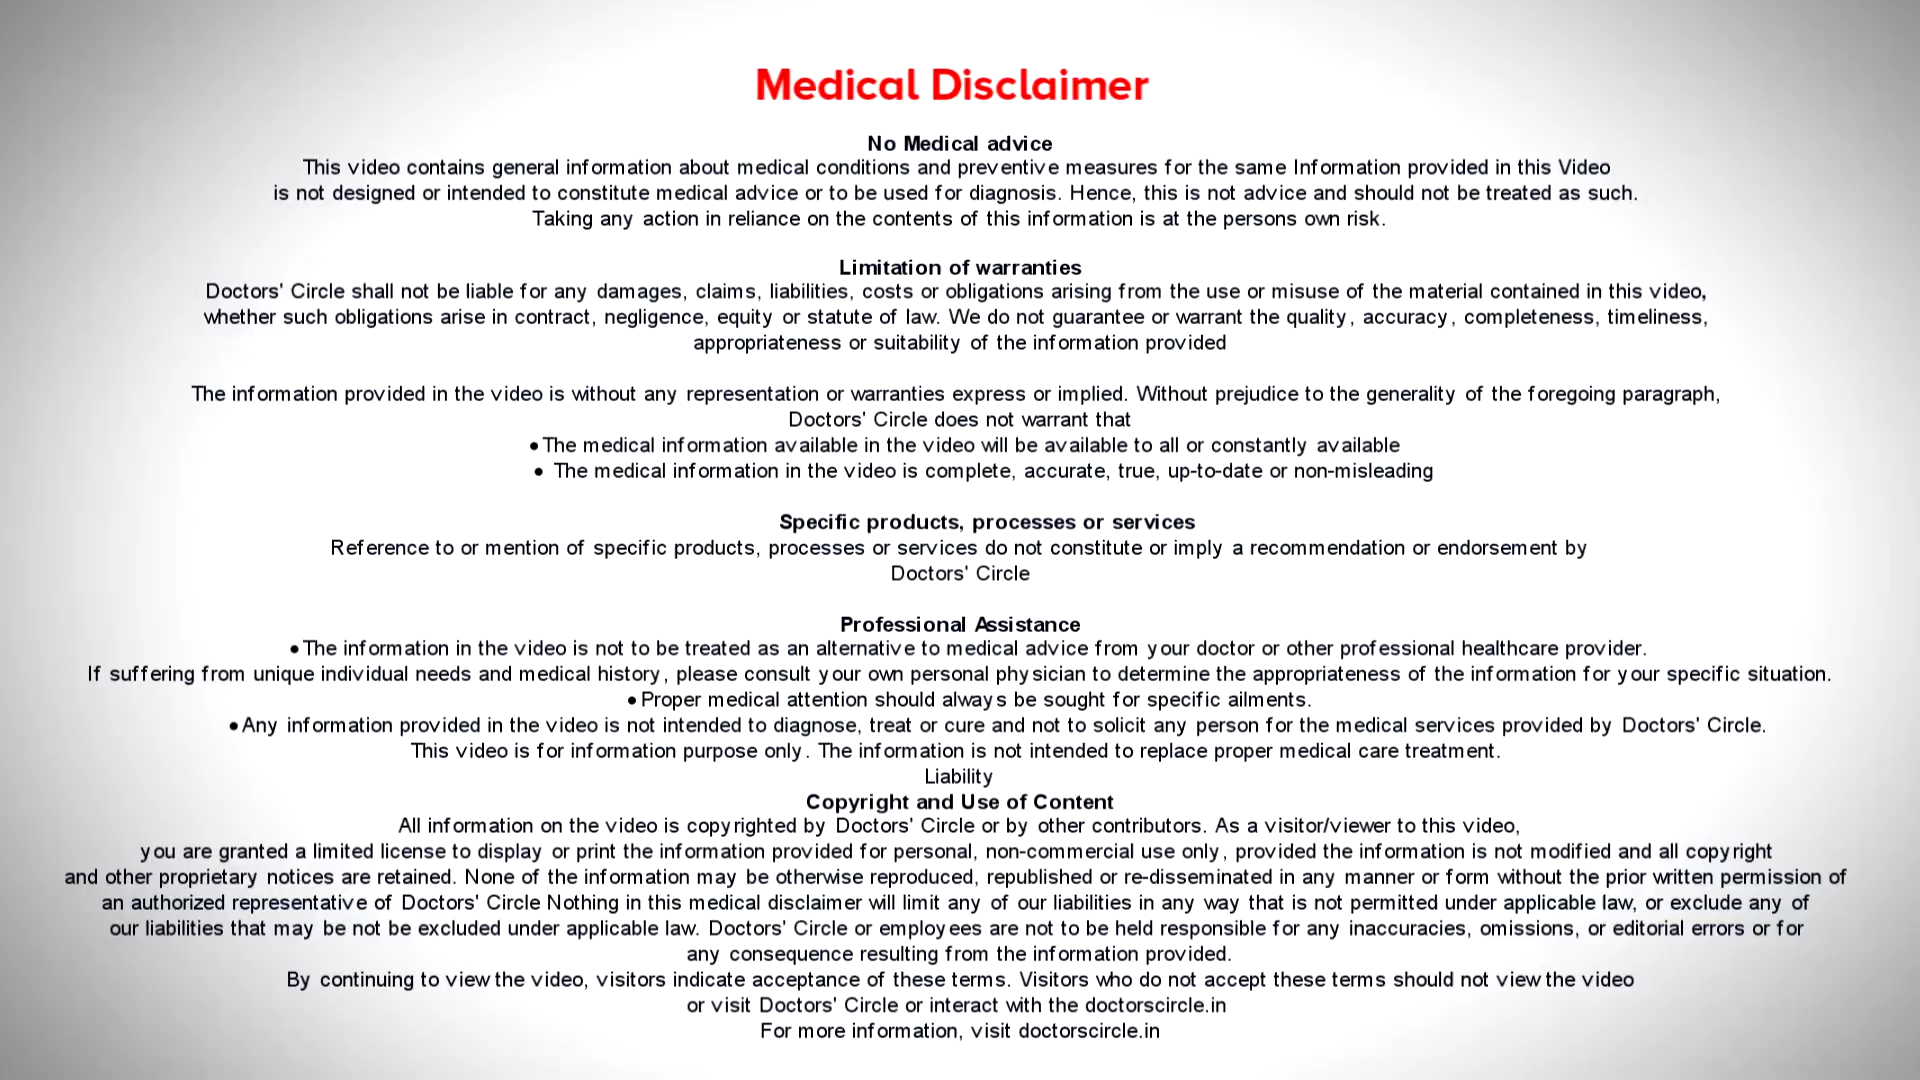 Medical Disclaimer
No Medical advice
This video contains general information about medical conditions and preventive measures for the same Information provided in this Video
is not designed or intended to constitute medical advice or to be used for diagnosis. Hence, this is not advice and should not be treated as such.
Taking any action in reliance on the contents of this information is at the persons own risk.
Limitation of warranties
Doctors' Circle shall not be liable for any damages, claims, liabilities, costs or obligations arising from the use or misuse of the material contained in this video,
whether such obligations arise in contract, negligence, equity or statute of law. We do not guarantee or warrant the quality, accuracy, completeness, timeliness,
appropriateness or suitability of the information provided
The information provided in the video is without any representation or warranties express or implied. Without prejudice to the generality of the foregoing paragraph,
Doctors' Circle does not warrant that
•The medical information available in the video will be available to all or constantly available
• The medical information in the video is complete, accurate, true, up-to-date or non-misleading
Specific products, processes or services
Reference to or mention of specific products, processes or services do not constitute or imply a recommendation or endorsement by
Doctors' Circle
Professional Assistance
•The information in the video is not to be treated as an alternative to medical advice from your doctor or other professional healthcare provider.
If suffering from unique individual needs and medical history, please consult your own personal physician to determine the appropriateness of the information for your specific situation.
•Proper medical attention should always be sought for specific ailments.
•Any information provided in the video is not intended to diagnose, treat or cure and not to solicit any person for the medical services provided by Doctors' Circle.
This video is for information purpose only. The information is not intended to replace proper medical care treatment.
Liability
Copyright and Use of Content
All information on the video is copyrighted by Doctors' Circle or by other contributors. As a visitor/viewer to this video,
you are granted a limited license to display or print the information provided for personal, non-commercial use only, provided the information is not modified and all copyright
and other proprietary notices are retained. None of the information may be otherwise reproduced, republished or re-disseminated in any manner or form without the prior written permission of
an authorized representative of Doctors' Circle Nothing in this medical disclaimer will limit any of our liabilities in any way that is not permitted under applicable law, or exclude any of
our liabilities that may be not be excluded under applicable law. Doctors' Circle or employees are not to be held responsible for any inaccuracies, omissions, or editorial errors or for
any consequence resulting from the information provided.
By continuing to view the video, visitors indicate acceptance of these terms. Visitors who do not accept these terms should not view the video
or visit Doctors' Circle or interact with the doctorscircle.in
For more information, visit doctorscircle.in